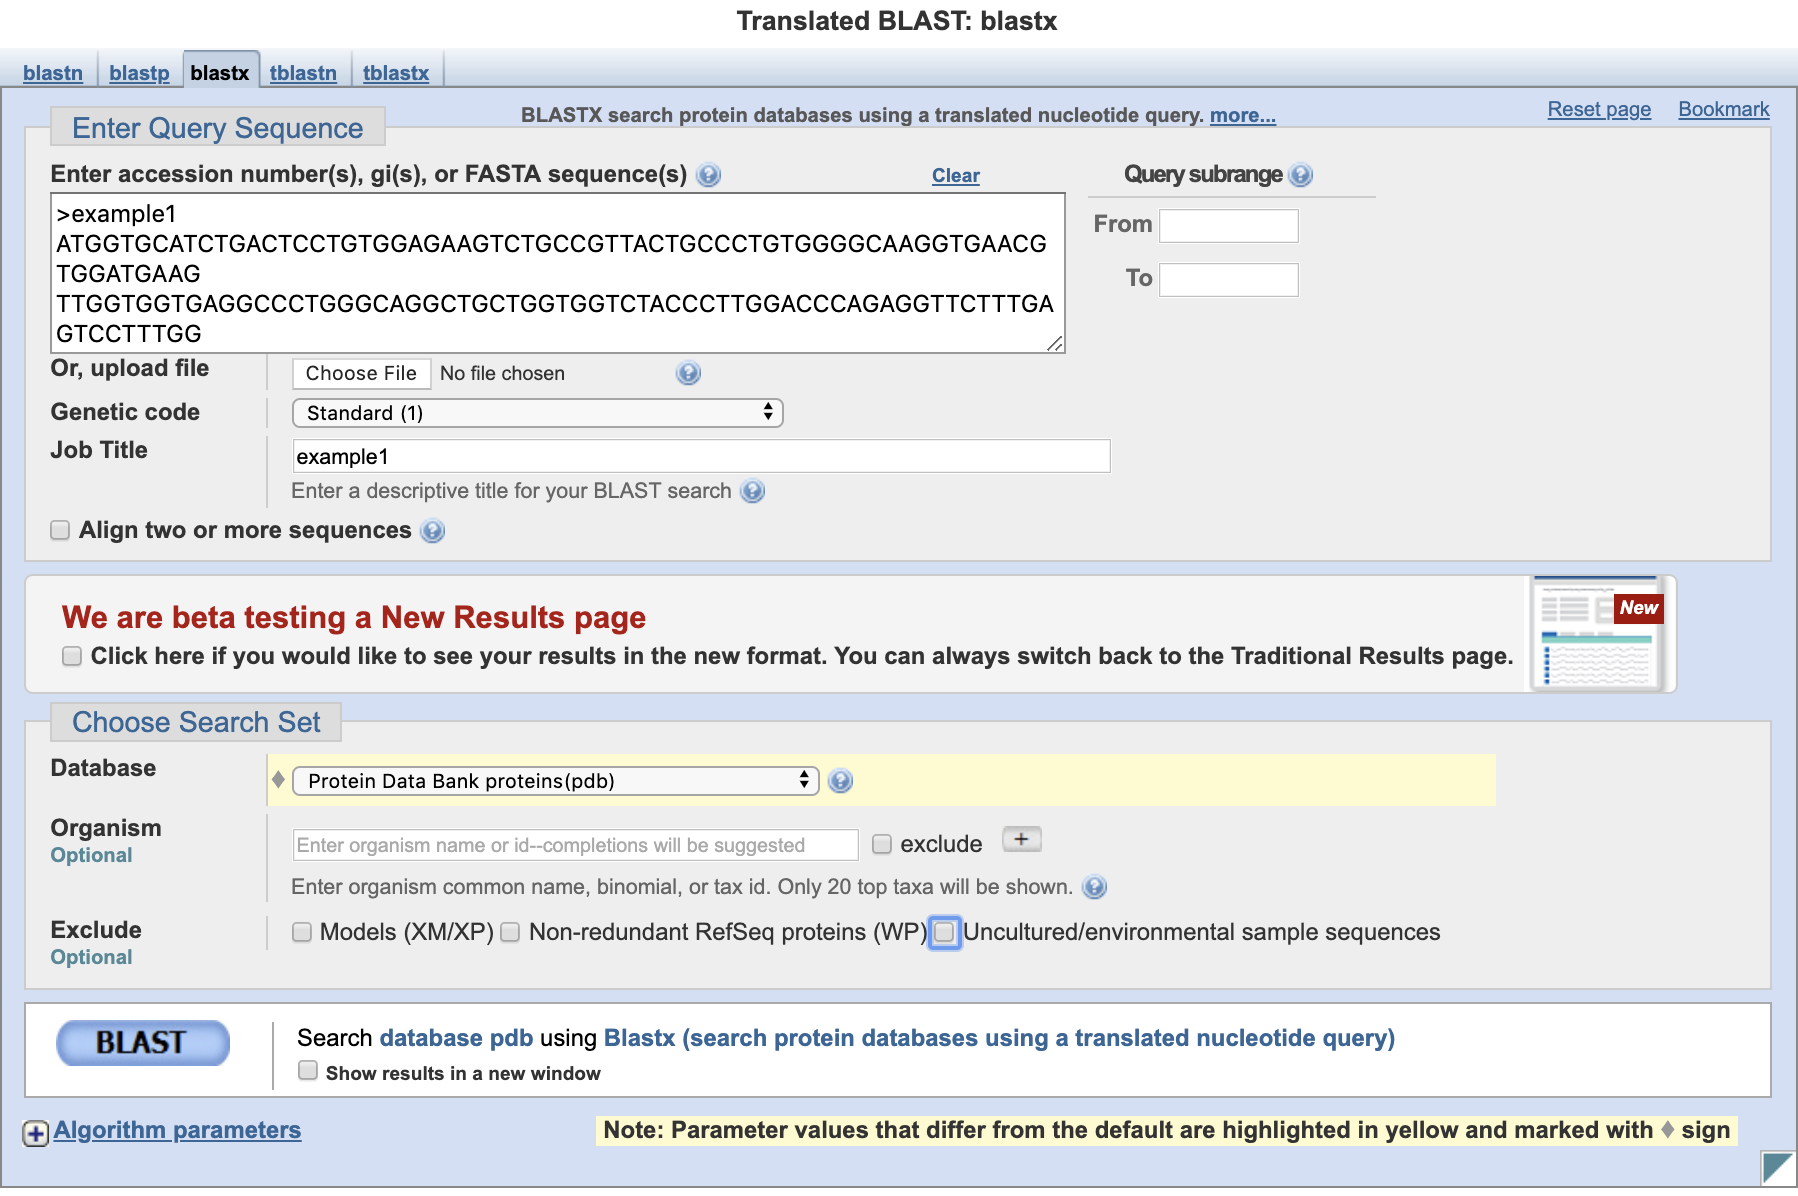 Translated BLAST: blastx
blastn blastp blastx tblastn tblastx
BLASTX search protein databases using a translated nucleotide query. more...
Reset page Bookmark
Enter Query Sequence
Enter accession number(s), gi(s), or FASTA sequence(s)
Clear
Query subrange
>example1
ATGGTGCATCTGACTCCTGTGGAGAAGTCTGCCGTTACTGCCCTGTGGGGCAAGGTGAACG
TGGATGAAG
TTGGTGGTGAGGCCCTGGGCAGGCTGCTGGTGGTCTACCCTTGGACCCAGAGGTTCTTTGA
GTCCTTTGG
From
To
Or, upload file
Choose File No file chosen
Genetic code
Standard (1)
Job Title
example1
Enter a descriptive title for your BLAST search
Align two or more sequences
We are beta testing a New Results page
New
Click here if you would like to see your results in the new format. You can always switch back to the Traditional Results page.
Choose Search Set
Database
Protein Data Bank proteins(pdb)
Organism
Optional
Enter organism name or id--completions will be suggested
exclude +
Enter organism common name, binomial, or tax id. Only 20 top taxa will be shown.
Exclude
Optional
Models (XM/XP) Non-redundant RefSeq proteins (WP) Uncultured/environmental sample sequences
BLAST
Search database pdb using Blastx (search protein databases using a translated nucleotide query)
Show results in a new window
Algorithm parameters
Note: Parameter values that differ from the default are highlighted in yellow and marked with ♦ sign